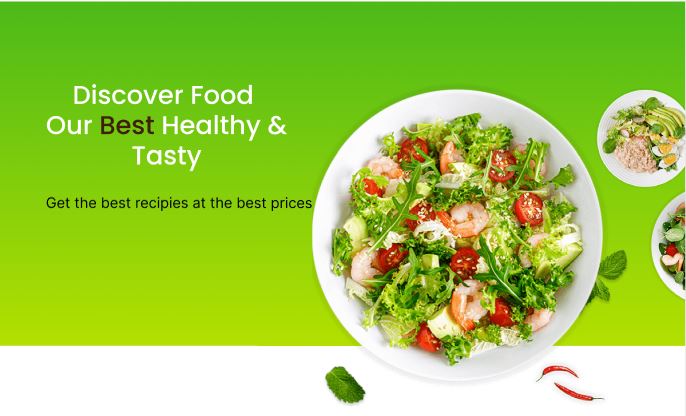 Discover Food
Our Best Healthy &
Tasty
Get the best recipies at the best prices